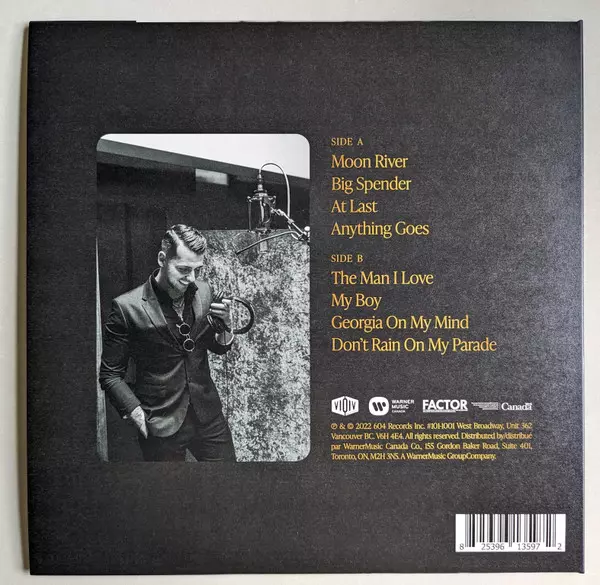 SIDE A
Moon River
Big Spender
At Last
Anything Goes
SIDE B
The Man I Love
My Boy
Georgia On My Mind
Don't Rain On My Parade
WARNER MUSIC CANADA FACTOR Canada
℗ & © 2022 604 Records Inc. #101-1001 West Broadway, Unit 362
Vancouver BC. V6H 4E4. All rights reserved. Distributed by/distribué
par WarnerMusic Canada Co., 155 Gordon Baker Road, Suite 401,
Toronto, ON, M2H 3N5. A WarnerMusic GroupCompany.
8 25396 13597 2